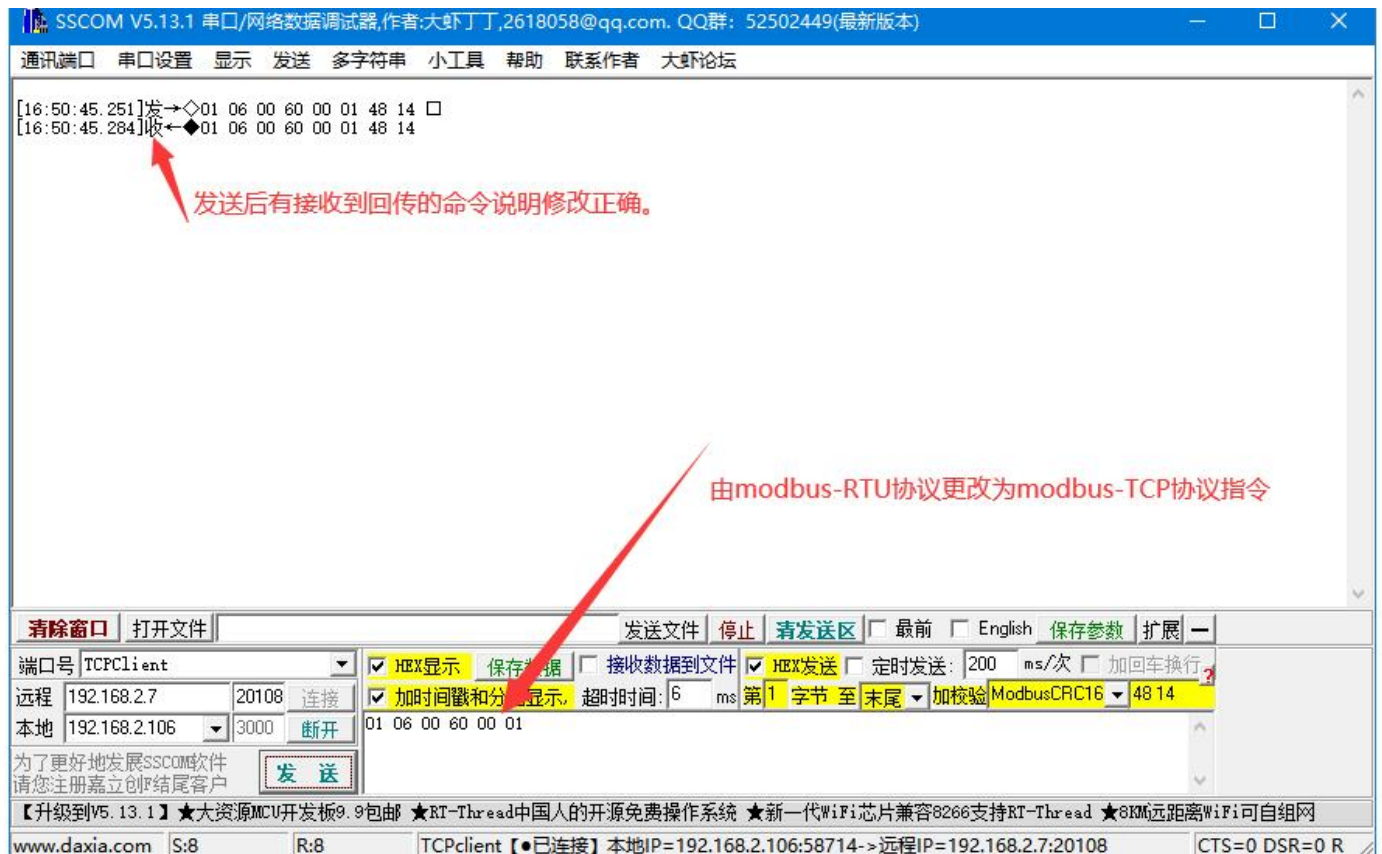 SSCOM V5.13.1 串口/网络数据调试器,作者:大虾丁丁,2618058@qq.com. QQ群: 52502449(最新版本)
通讯端口 串口设置 显示 发送 多字符串 小工具 帮助 联系作者 大虾论坛
[16:50:45.251]发→◇01 06 00 60 00 01 48 14 □
[16:50:45.284]收←◆01 06 00 60 00 01 48 14
发送后有接收到回传的命令说明修改正确。
由modbus-RTU协议更改为modbus-TCP协议指令
清除窗口 打开文件 发送文件 停止 清发送区 最前 English 保存参数 扩展 —
端口号 TCPClient HEX显示 保存数据 接收数据到文件 HEX发送 定时发送: 200 ms/次 加回车换行 ?
远程 192.168.2.7 20108 连接 加时间戳和分包显示, 超时时间: 6 ms 第1 字节 至 末尾 加校验 ModbusCRC16 48 14
本地 192.168.2.106 3000 断开 01 06 00 60 00 01
为了更好地发展SSCOM软件
请您注册嘉立创F结尾客户
发 送
【升级到V5.13.1】★大资源MCU开发板9.9包邮 ★RT-Thread中国人的开源免费操作系统 ★新一代WiFi芯片兼容8266支持RT-Thread ★8KM远距离WiFi可自组网
www.daxia.com S:8 R:8 TCPclient【●已连接】本地IP=192.168.2.106:58714->远程IP=192.168.2.7:20108 CTS=0 DSR=0 R